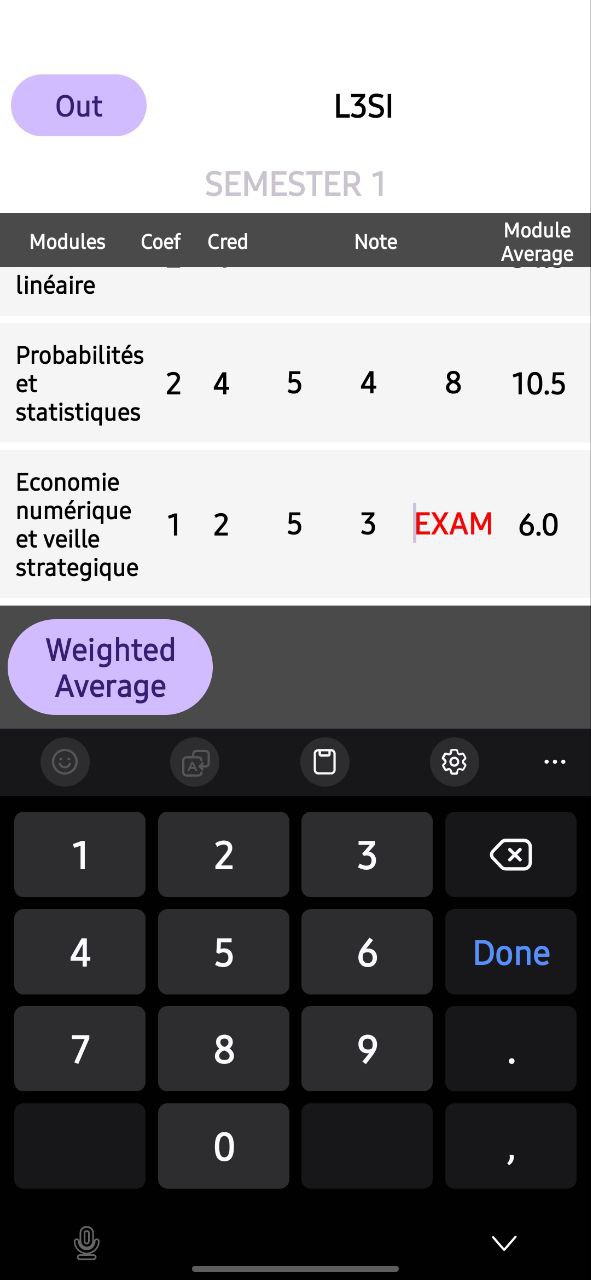 Out
L3SI
SEMESTER 1
Modules Coef Cred Note Module Average
linéaire
Probabilités
et
statistiques
2 4 5 4 8 10.5
Economie
numérique
et veille
strategique
1 2 5 3 EXAM 6.0
Weighted
Average
1 2 3
4 5 6 Done
7 8 9 .
0 ,